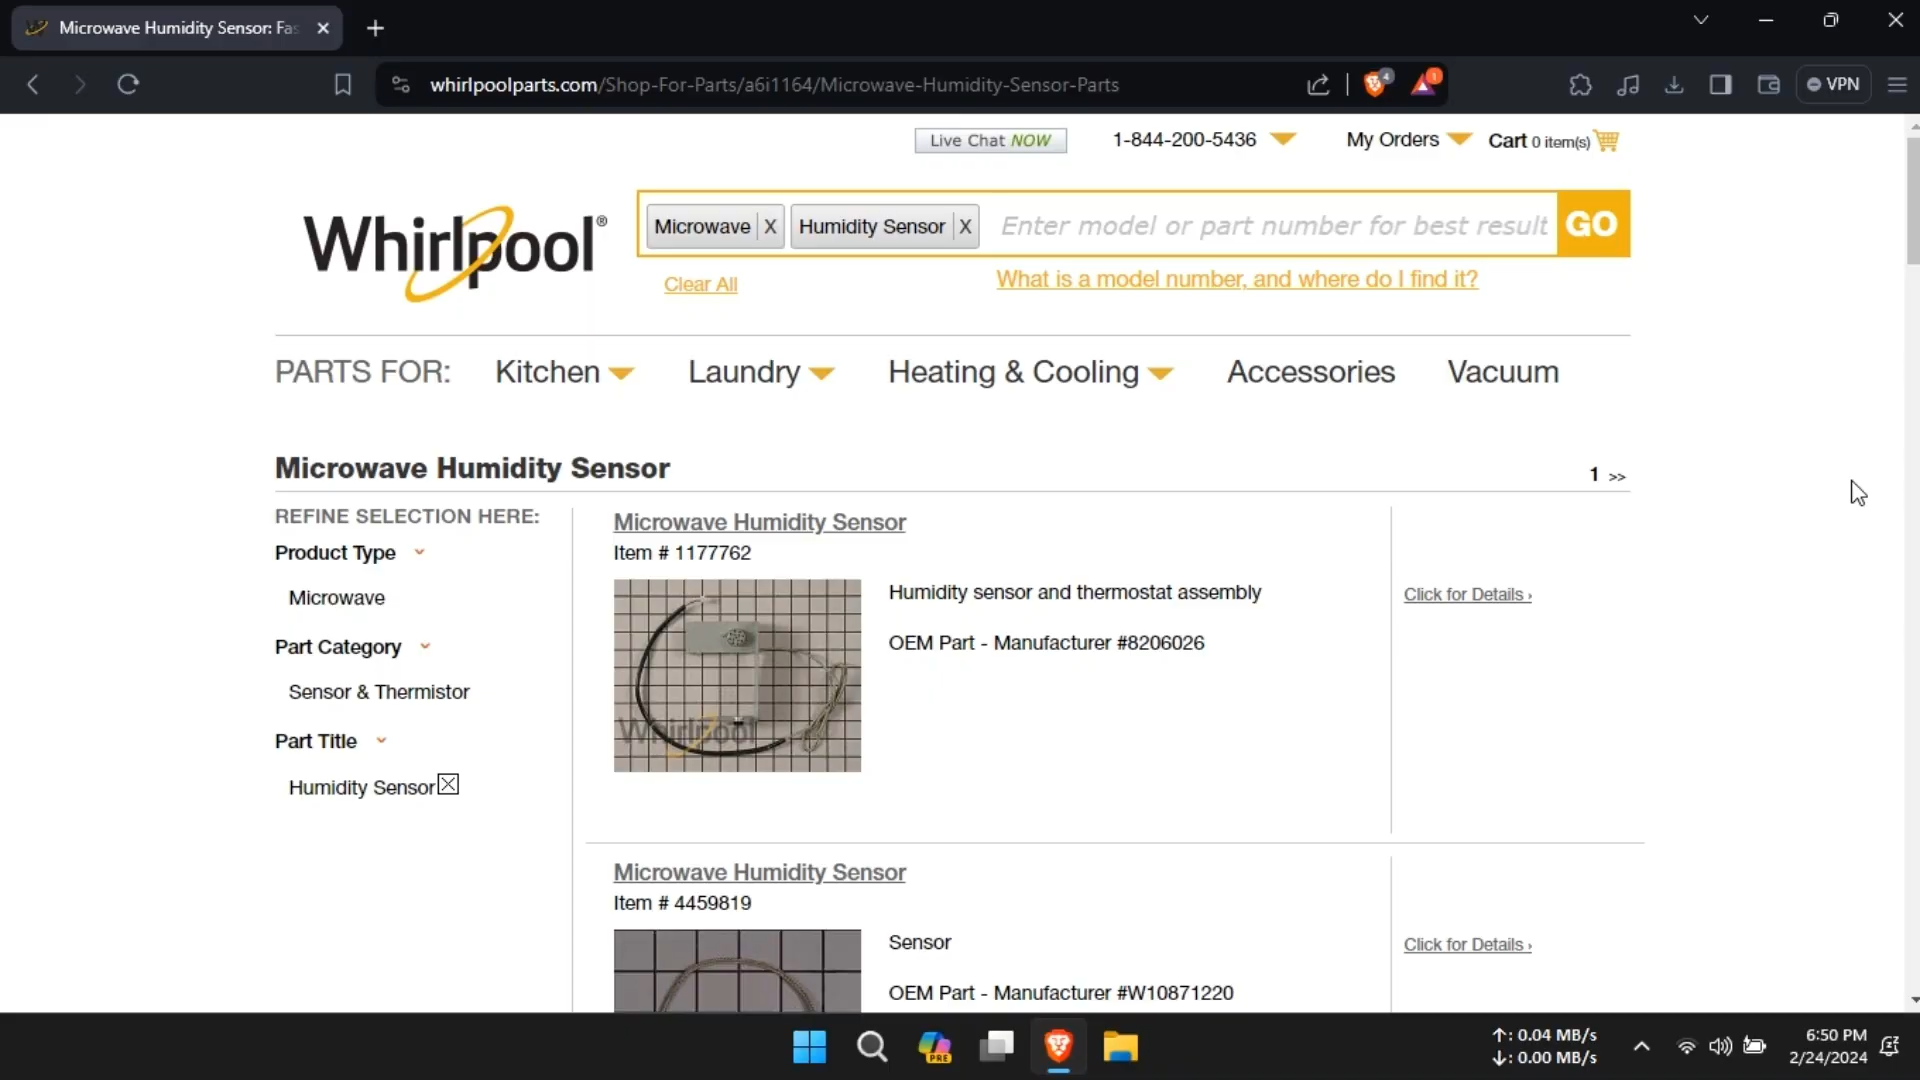 Microwave Humidity Sensor: Fas
whirlpoolparts.com/Shop-For-Parts/a6i1164/Microwave-Humidity-Sensor-Parts
4
1
VPN
Live Chat NOW
1-844-200-5436
My Orders
Cart 0 item(s)
Whirlpool®
Microwave X
Humidity Sensor X
Enter model or part number for best result
GO
Clear All
What is a model number, and where do I find it?
PARTS FOR: Kitchen Laundry Heating & Cooling Accessories Vacuum
Microwave Humidity Sensor
1 >>
REFINE SELECTION HERE:
Product Type
Microwave
Part Category
Sensor & Thermistor
Part Title
Humidity Sensor
Microwave Humidity Sensor
Item # 1177762
Whirlpool
Humidity sensor and thermostat assembly
OEM Part - Manufacturer #8206026
Click for Details ›
Microwave Humidity Sensor
Item # 4459819
Sensor
OEM Part - Manufacturer #W10871220
Click for Details ›
PRE
↑: 0.04 MB/s
↓: 0.00 MB/s
6:50 PM
2/24/2024